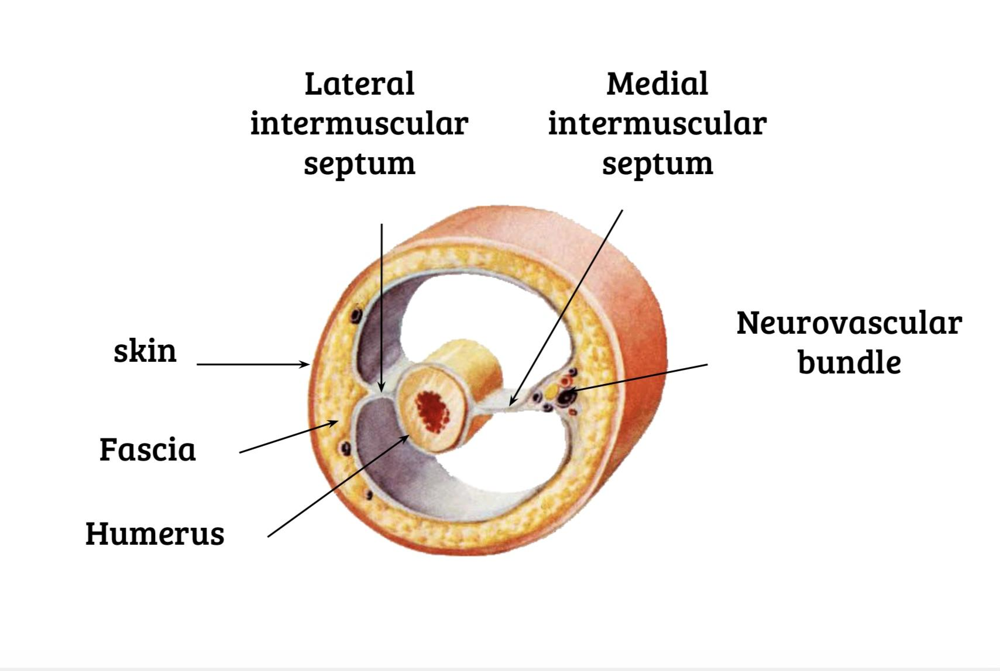 Lateral
intermuscular
septum
Medial
intermuscular
septum
Neurovascular
bundle
skin
Fascia
Humerus